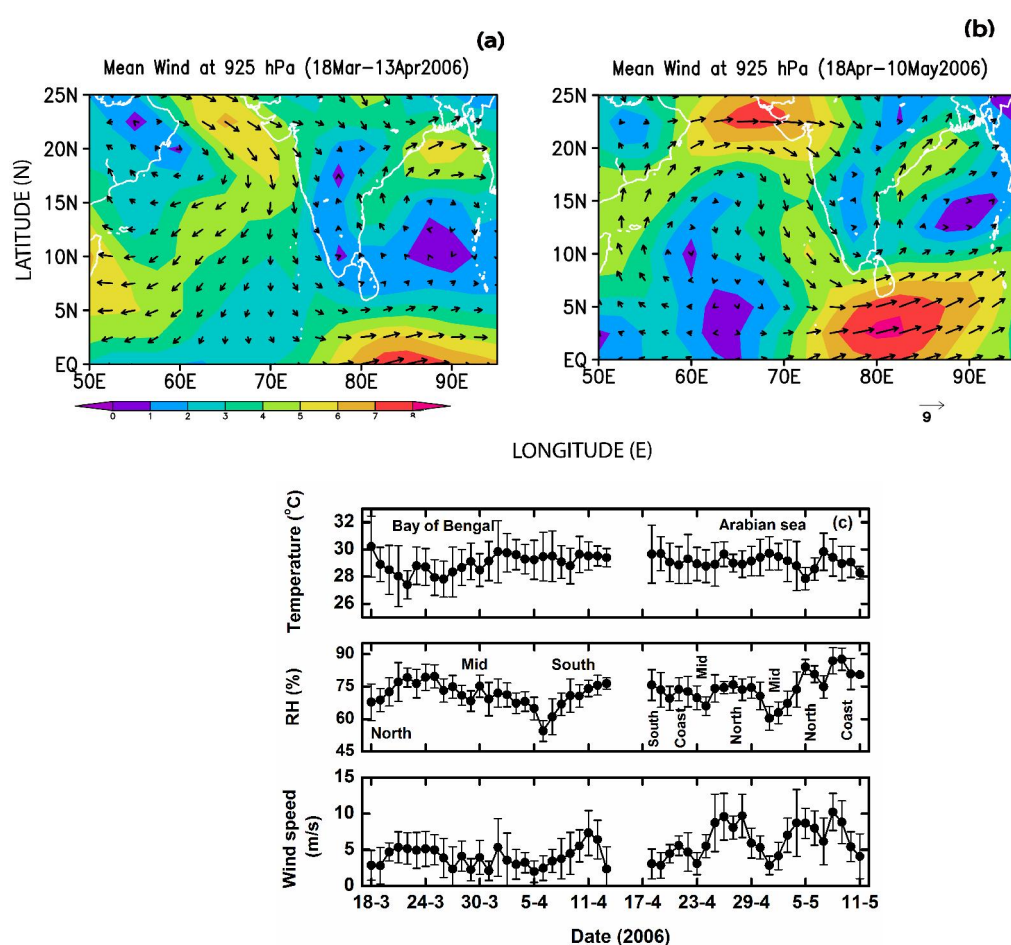 (a)
(b)
Mean Wind at 925 hPa (18Mar-13Apr2006)
Mean Wind at 925 hPa (18Apr-10May2006)
LATITUDE (N)
25N
20N
15N
10N
5N
EQ
50E 60E 70E 80E 90E
25N
20N
15N
10N
5N
EQ
50E 60E 70E 80E 90E
0 1 2 3 4 5 6 7 8
9
LONGITUDE (E)
Temperature (°C)
32
30
28
26
Bay of Bengal
Arabian sea
(c)
RH (%)
90
75
60
45
North
Mid
South
South
Coast
Mid
North
Mid
North
Coast
Wind speed
(m/s)
15
10
5
0
18-3 24-3 30-3 5-4 11-4 17-4 23-4 29-4 5-5 11-5
Date (2006)